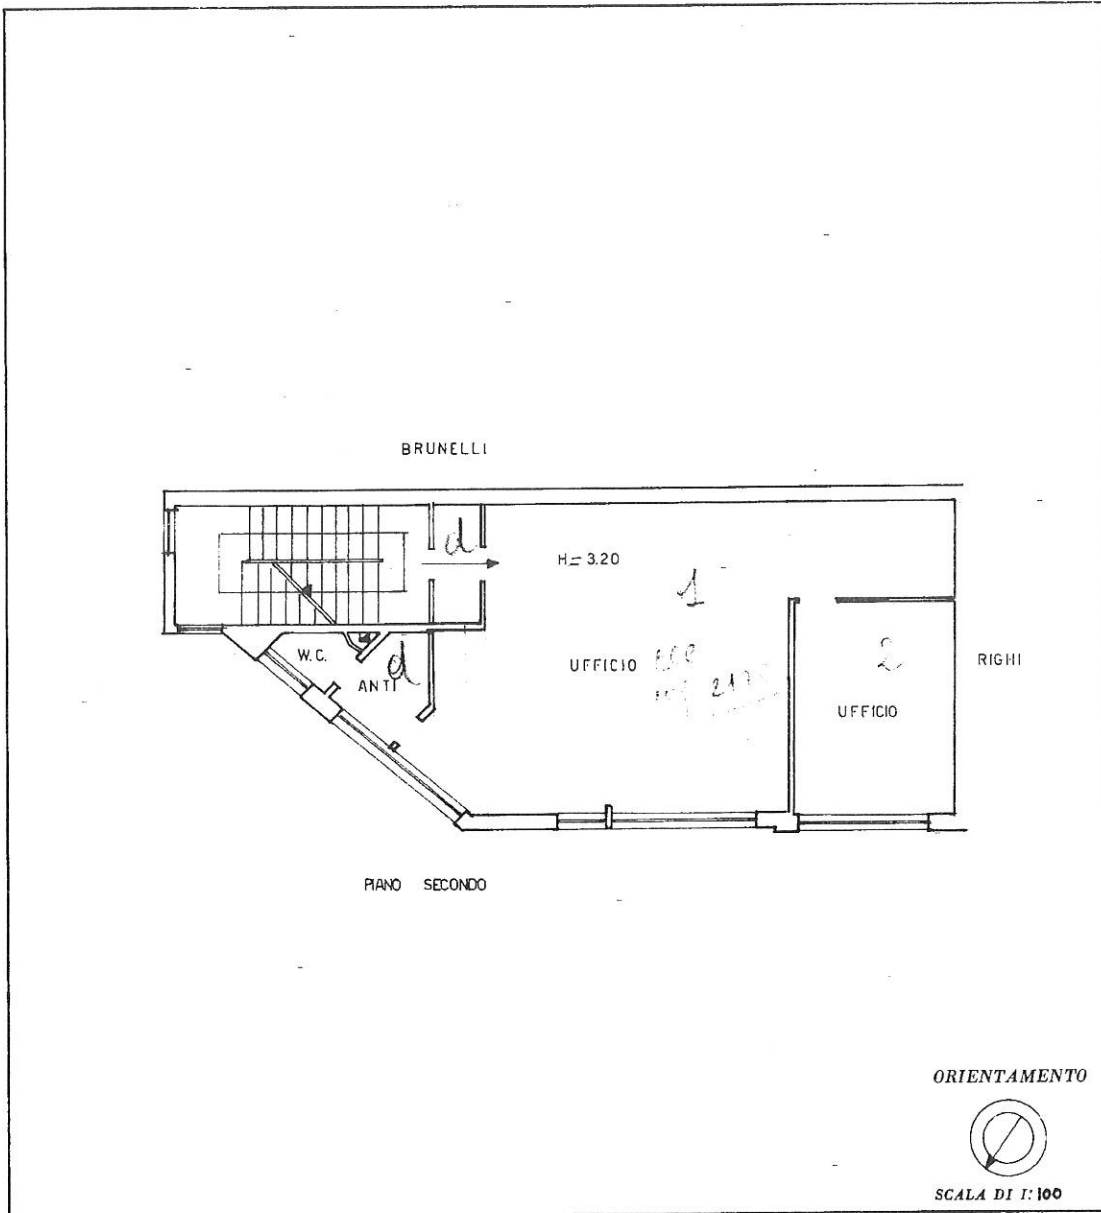 BRUNELLI
d
H= 3.20
1
W.C.
d
ANTI
UFFICIO
2
UFFICIO
RIGHI
PIANO SECONDO
ORIENTAMENTO
SCALA DI 1:100